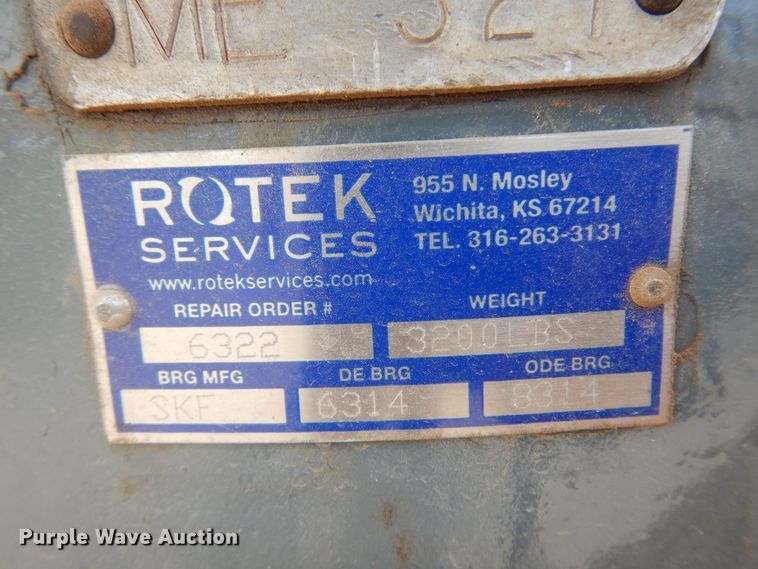 ME 321
ROTEK
SERVICES
www.rotekservices.com
955 N. Mosley
Wichita, KS 67214
TEL. 316-263-3131
REPAIR ORDER #
WEIGHT
6322
3200LBS
BRG MFG
DE BRG
ODE BRG
SKF
6314
8314
Purple Wave Auction